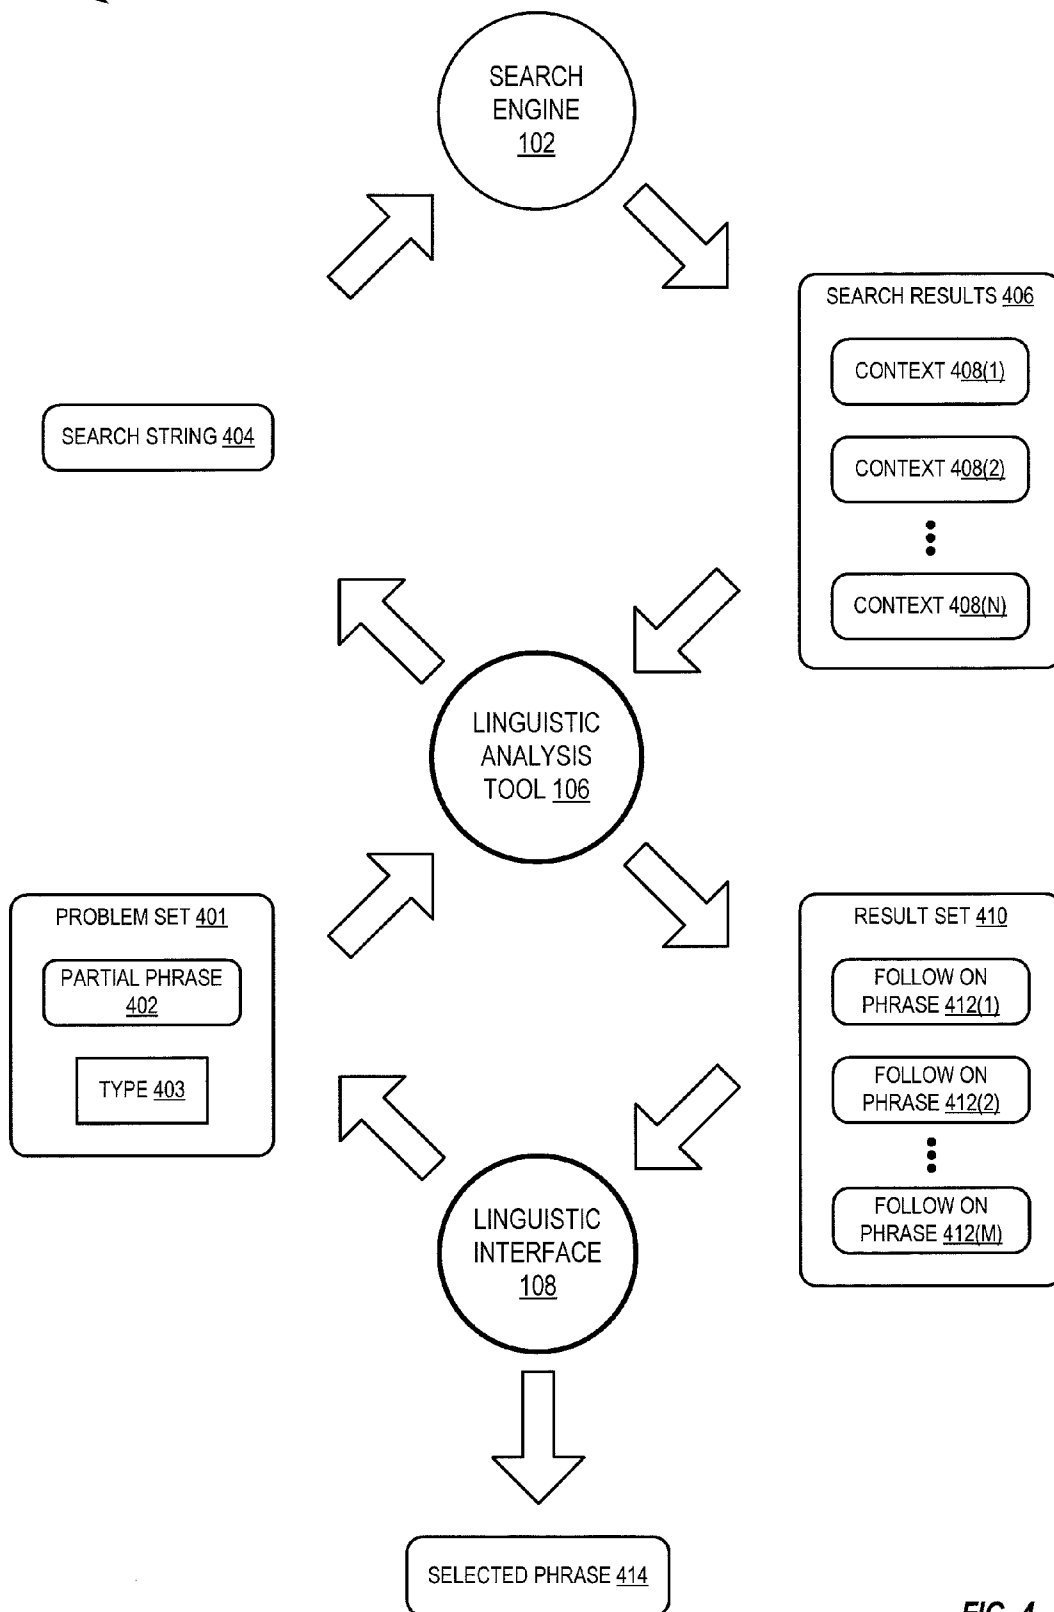 SEARCH
ENGINE
102
SEARCH RESULTS 406
CONTEXT 408(1)
SEARCH STRING 404
CONTEXT 408(2)
CONTEXT 408(N)
LINGUISTIC
ANALYSIS
TOOL 106
PROBLEM SET 401
PARTIAL PHRASE
402
TYPE 403
RESULT SET 410
FOLLOW ON
PHRASE 412(1)
FOLLOW ON
PHRASE 412(2)
FOLLOW ON
PHRASE 412(M)
LINGUISTIC
INTERFACE
108
SELECTED PHRASE 414
FIG. 4